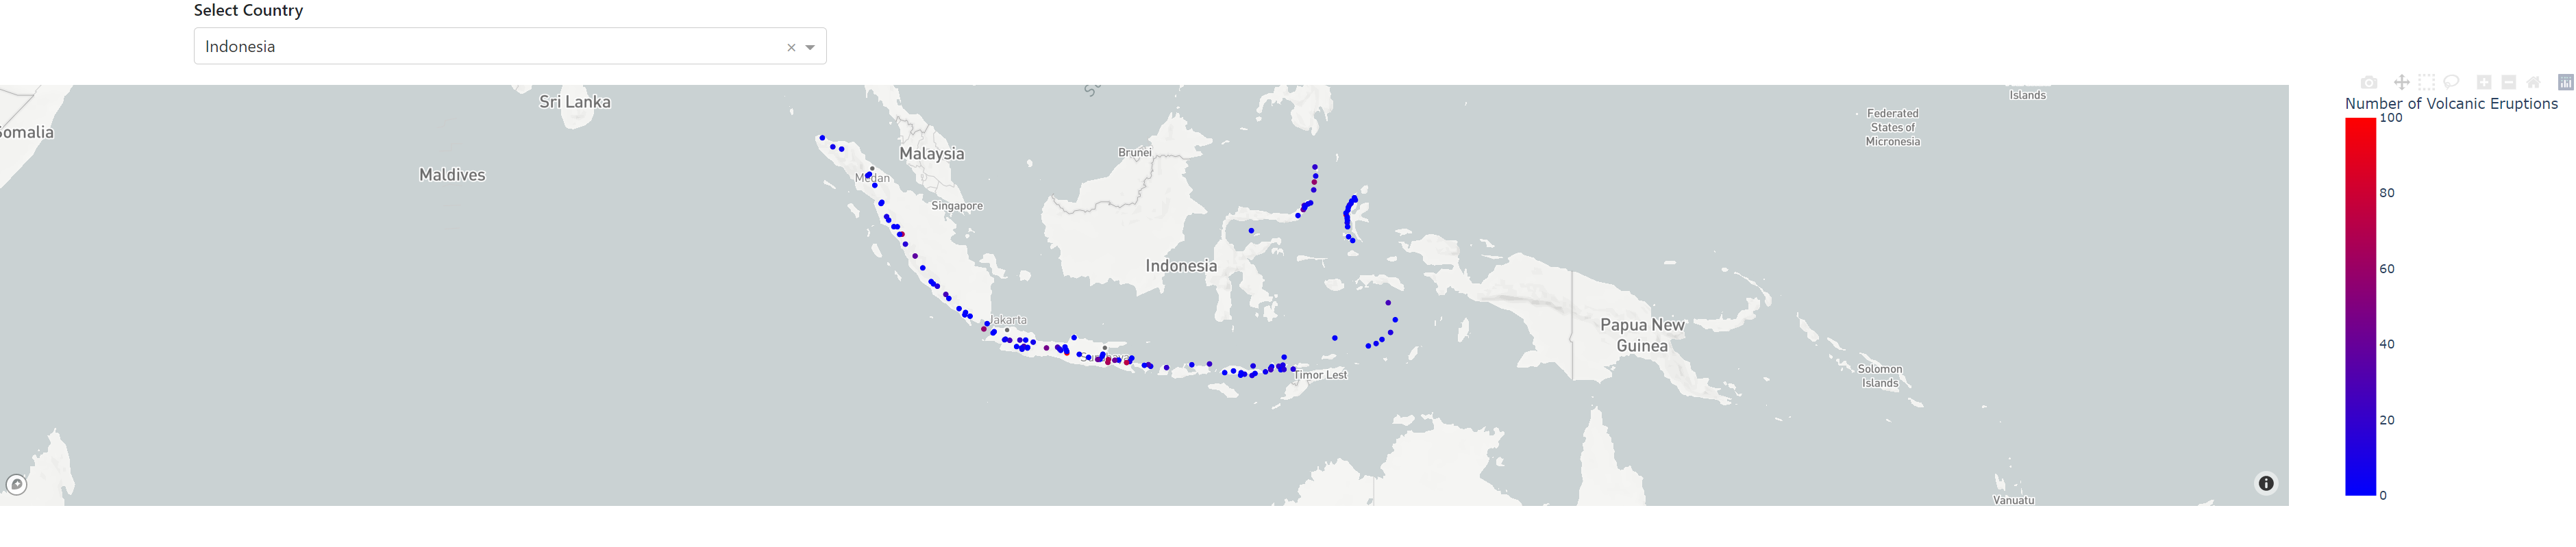 Select Country
Indonesia
Number of Volcanic Eruptions
100
80
60
40
20
0
Somalia
Sri Lanka
Maldives
Malaysia
Medan
Singapore
Brunei
Indonesia
Jakarta
Timor Lest
Islands
Federated
States of
Micronesia
Papua New
Guinea
Solomon
Islands
Vanuatu